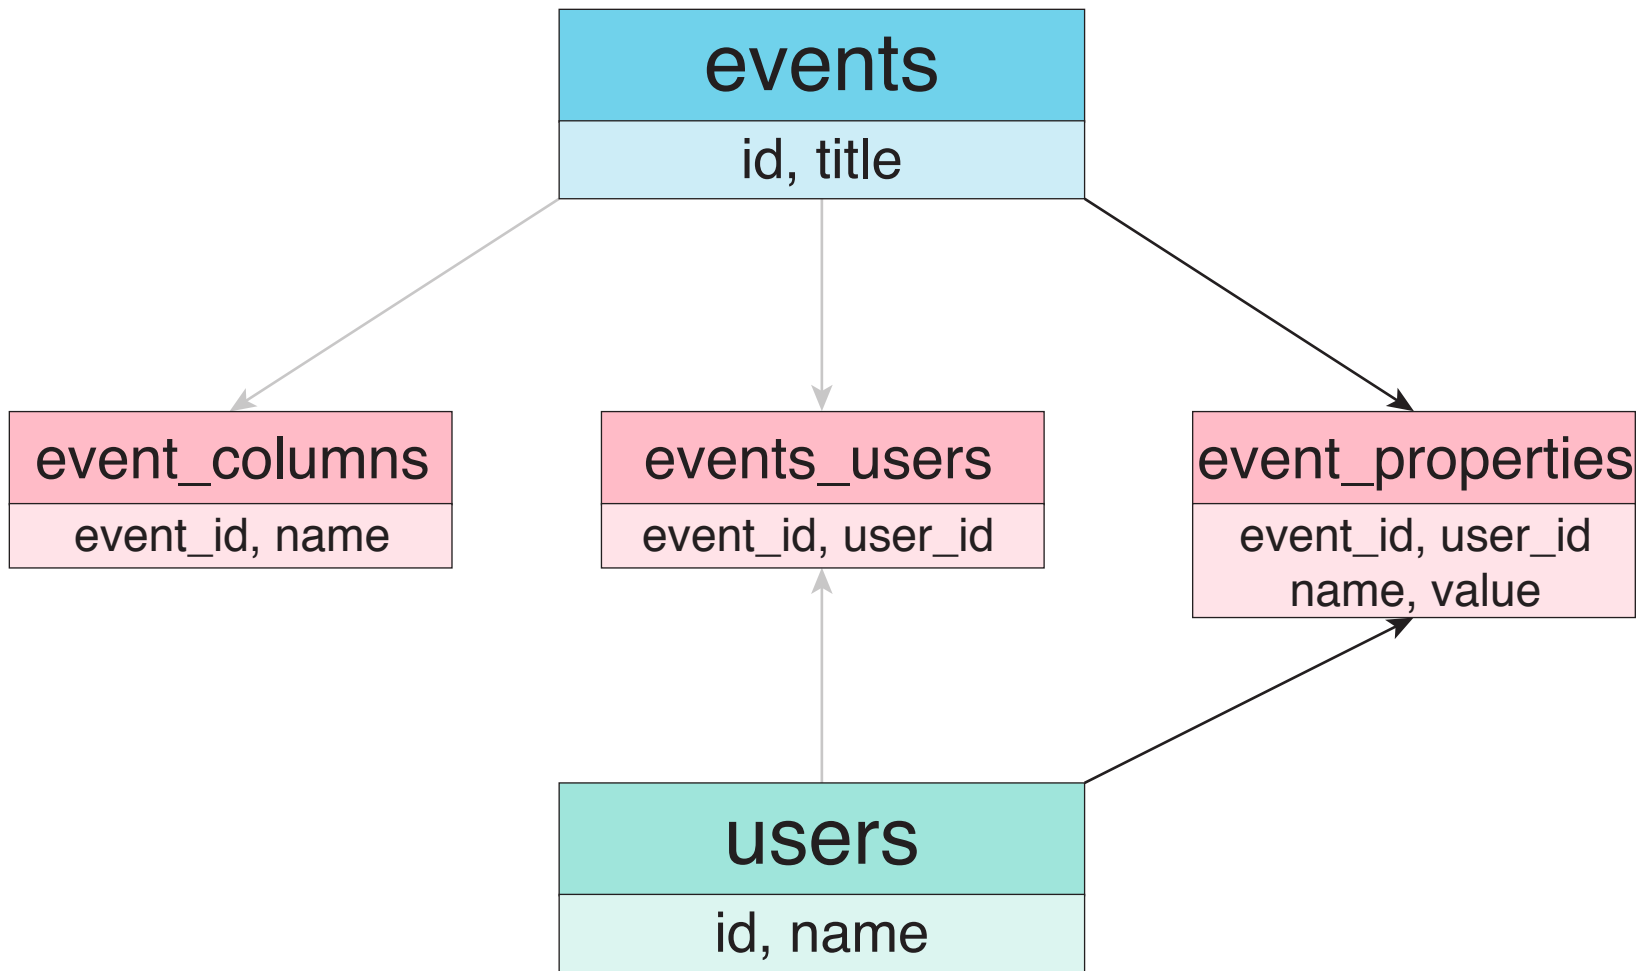 events
id, title
event_columns
event_id, name
events_users
event_id, user_id
event_properties
event_id, user_id
name, value
users
id, name